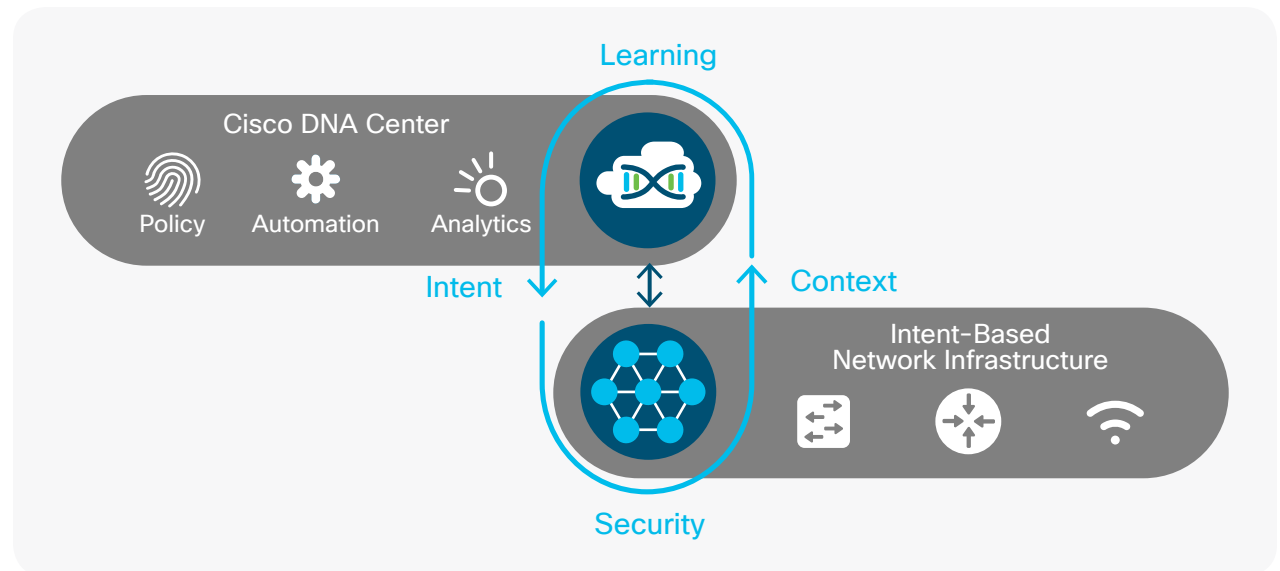 Learning
Cisco DNA Center
Policy
Automation
Analytics
Intent
Context
Intent-Based
Network Infrastructure
Security